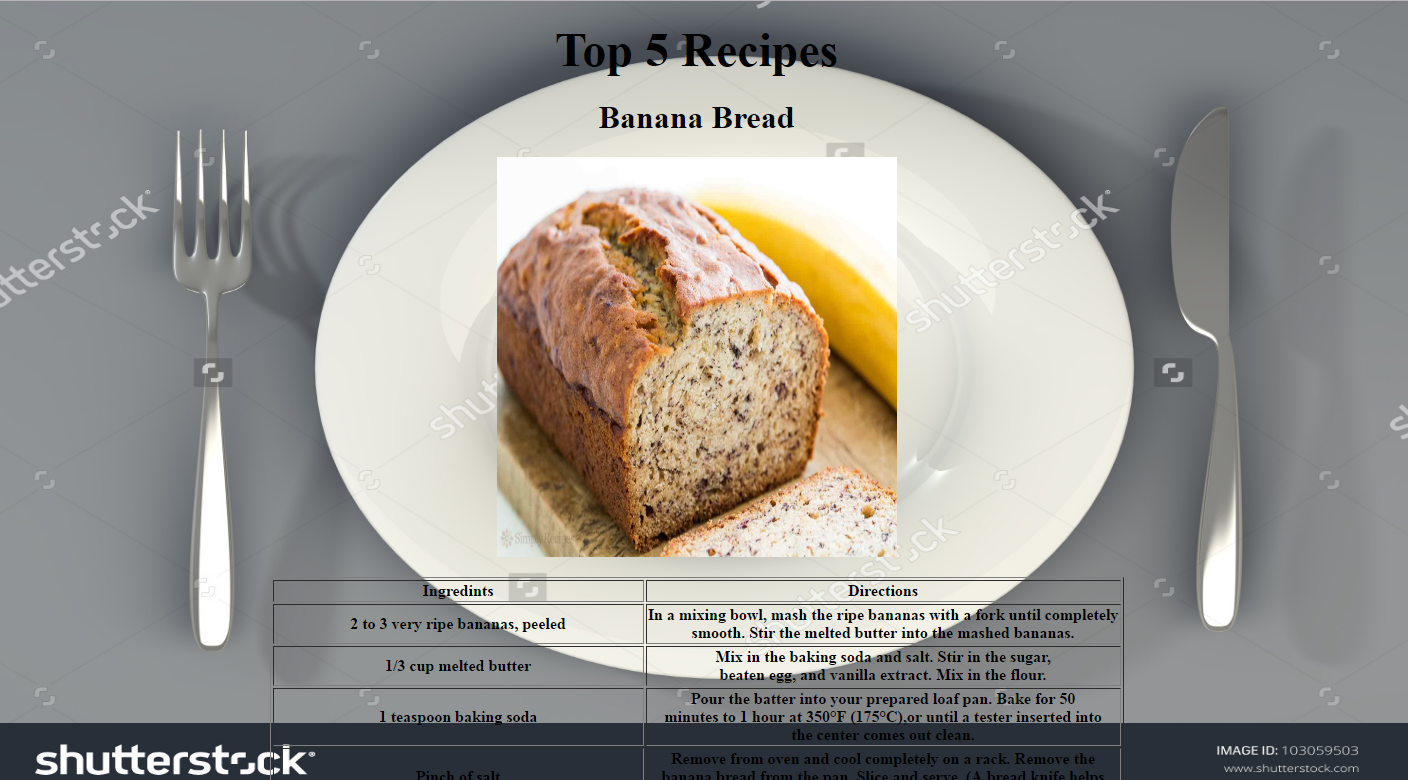 Top 5 Recipes
Banana Bread
shutterstock
shutterstock
shutterstock
shutterstock
Simply Recipes
Ingredints
Directions
2 to 3 very ripe bananas, peeled
In a mixing bowl, mash the ripe bananas with a fork until completely
smooth. Stir the melted butter into the mashed bananas.
1/3 cup melted butter
Mix in the baking soda and salt. Stir in the sugar,
beaten egg, and vanilla extract. Mix in the flour.
1 teaspoon baking soda
Pour the batter into your prepared loaf pan. Bake for 50
minutes to 1 hour at 350°F (175°C),or until a tester inserted into
the center comes out clean.
Pinch of salt
Remove from oven and cool completely on a rack. Remove the
banana bread from the pan. Slice and serve. (A bread knife helps
shutterstock
IMAGE ID: 103059503
www.shutterstock.com